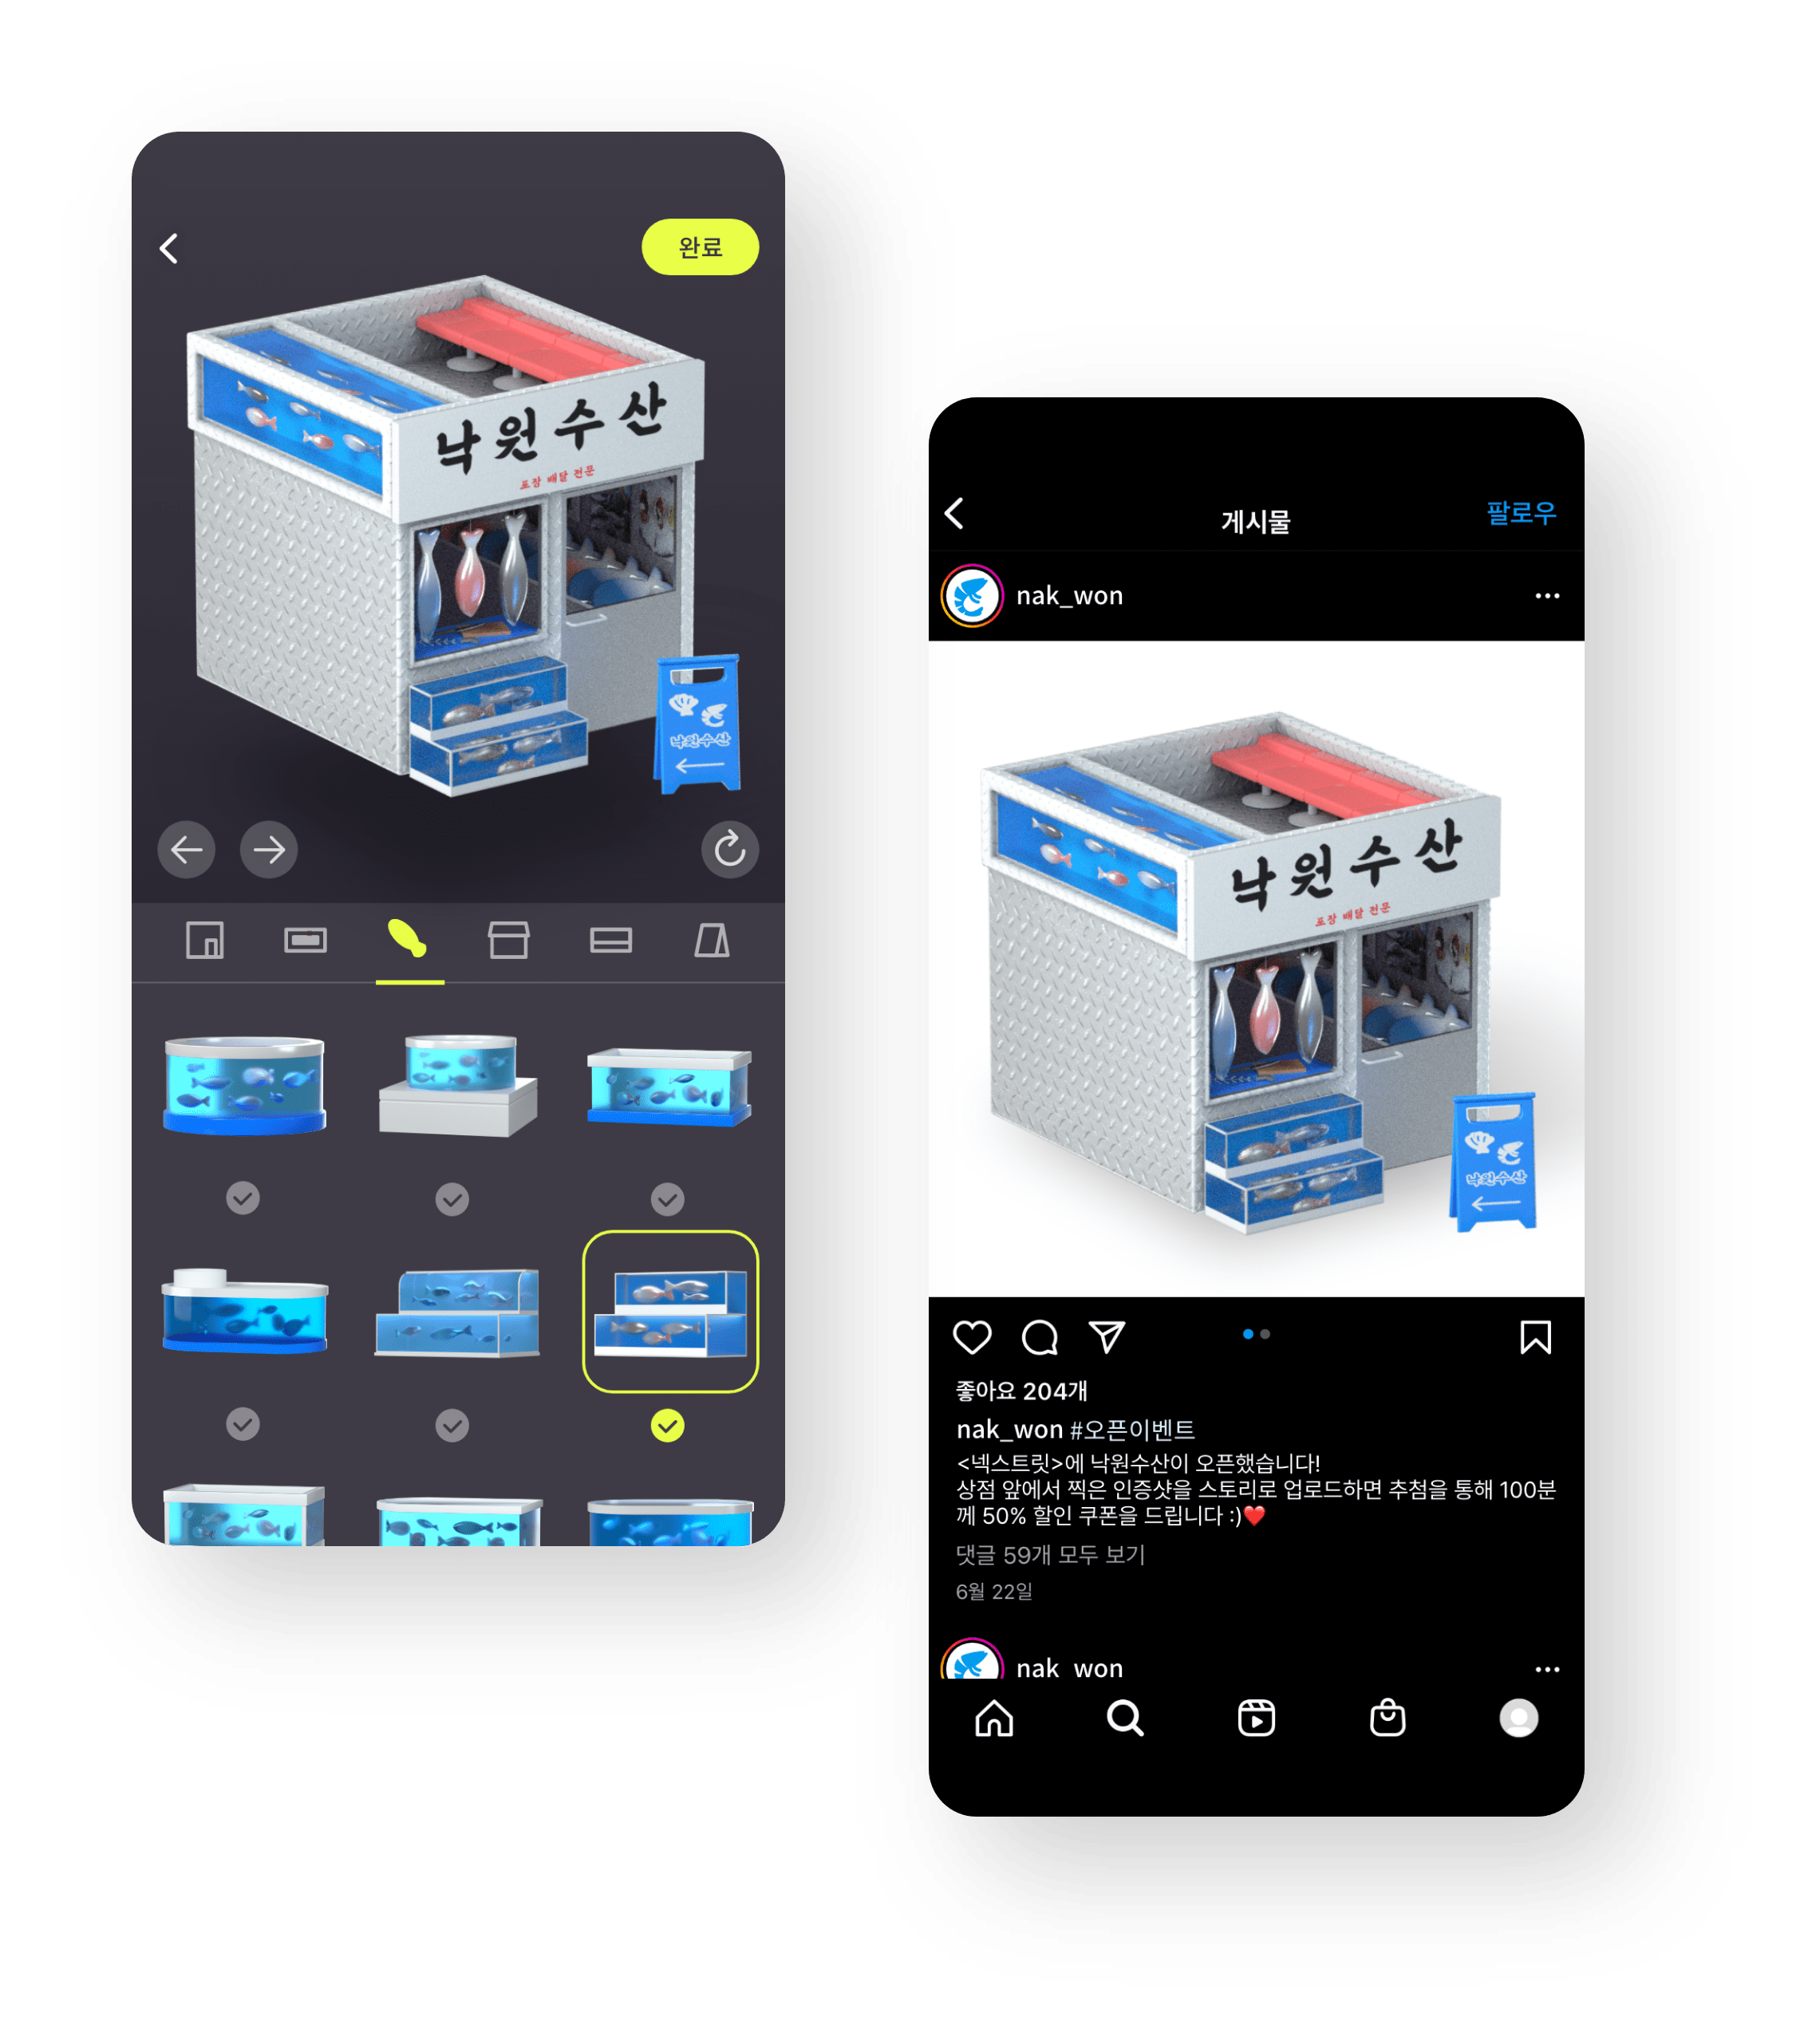 완료
낙원수산
포장 배달 전문
낙원수산
게시물
팔로우
nak_won
낙원수산
포장 배달 전문
낙원수산
좋아요 204개
nak_won #오픈이벤트
<넥스트릿>에 낙원수산이 오픈했습니다!
상점 앞에서 찍은 인증샷을 스토리로 업로드하면 추첨을 통해 100분
께 50% 할인 쿠폰을 드립니다 :)❤️
댓글 59개 모두 보기
6월 22일
nak won